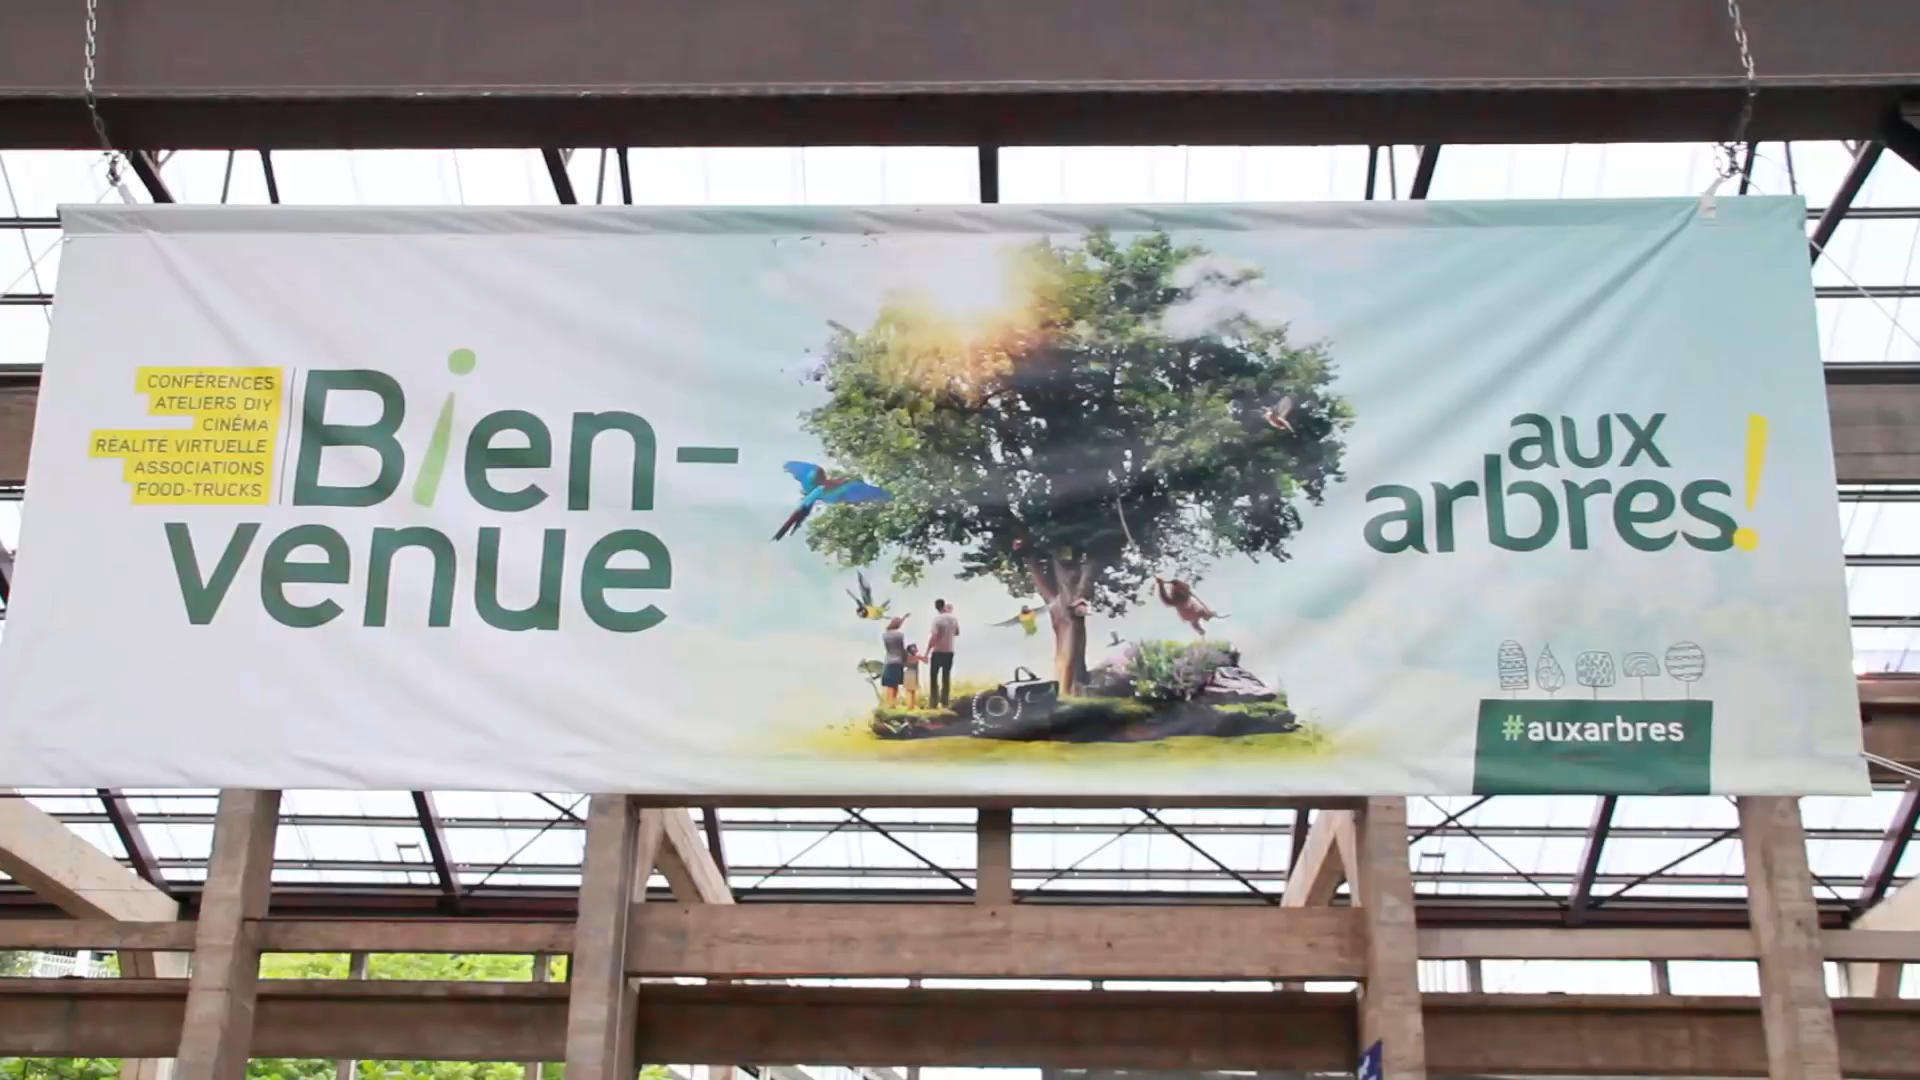 CONFÉRENCES
ATELIERS DIY
CINÉMA
RÉALITÉ VIRTUELLE
ASSOCIATIONS
FOOD-TRUCKS
Bien-
venue
aux
arbres!
#auxarbres